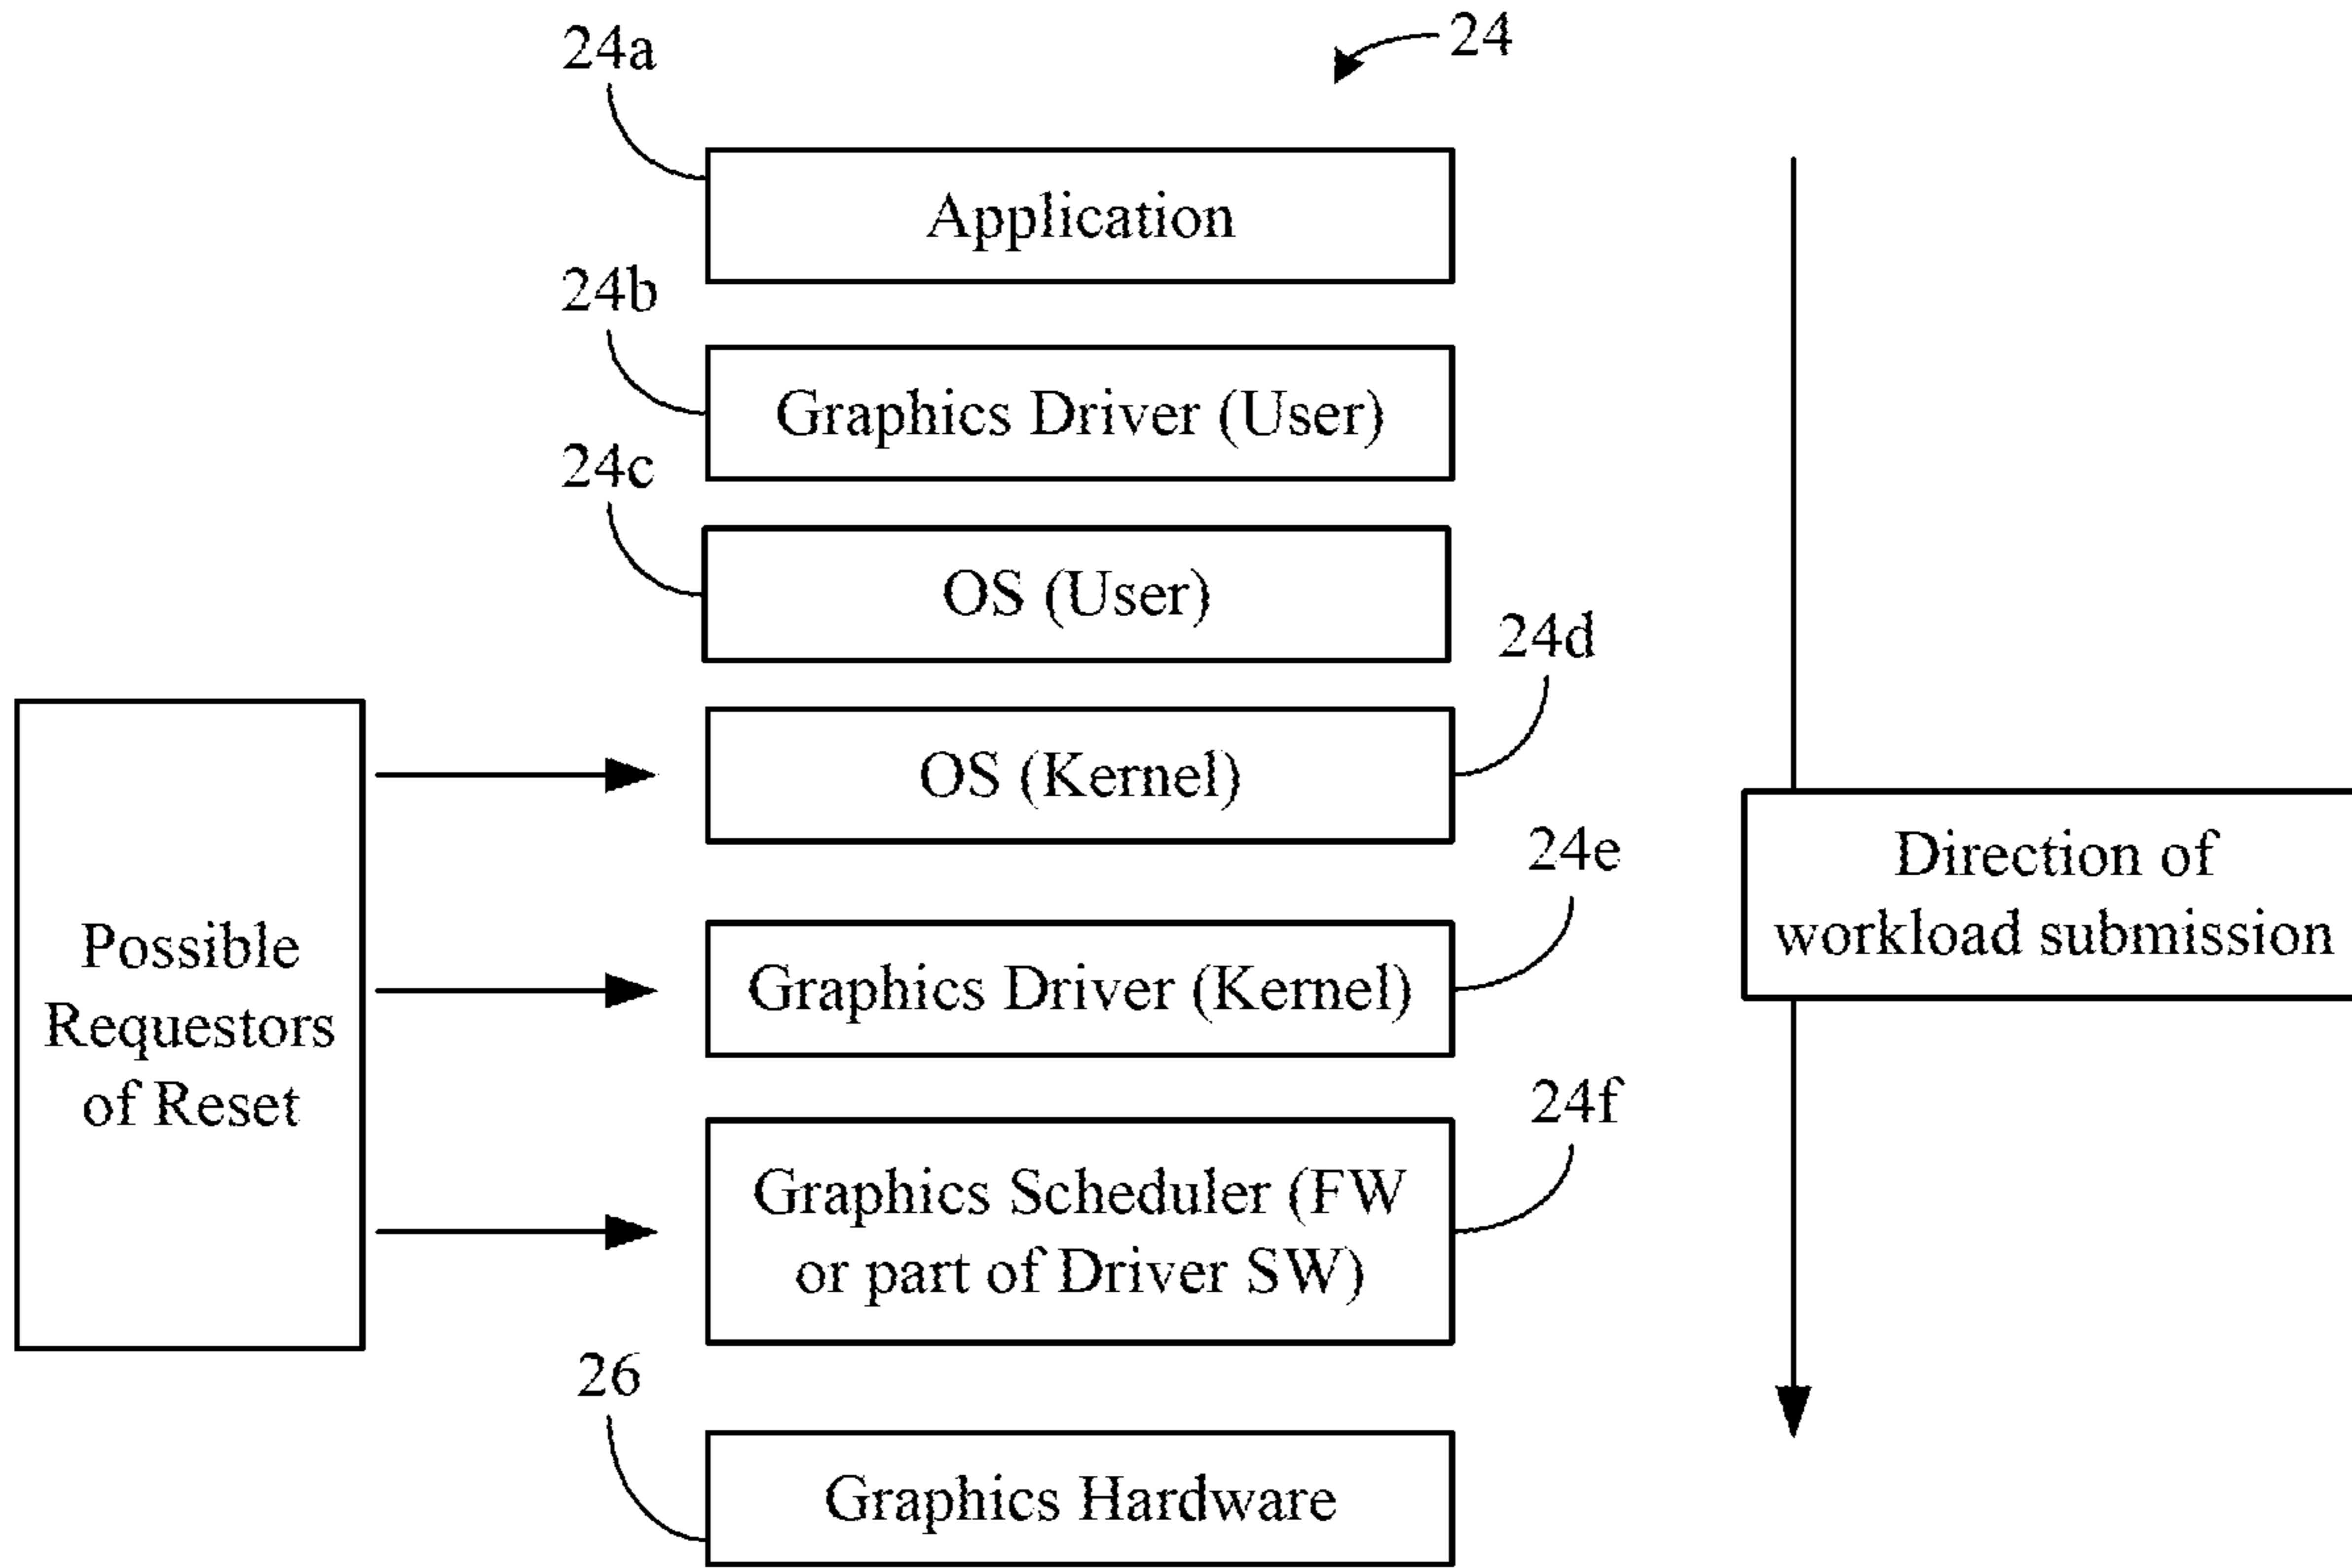 24a
24
Application
24b
Graphics Driver (User)
24c
OS (User)
24d
OS (Kernel)
24e
Graphics Driver (Kernel)
24f
Graphics Scheduler (FW
or part of Driver SW)
26
Graphics Hardware
Possible
Requestors
of Reset
Direction of
workload submission